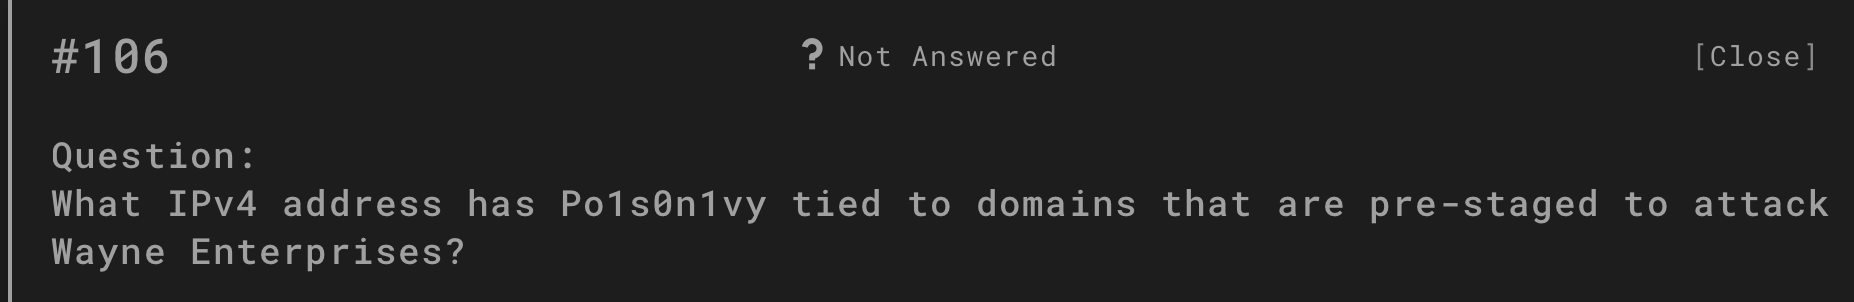 #106
? Not Answered
[Close]
Question:
What IPv4 address has Po1s0n1vy tied to domains that are pre-staged to attack
Wayne Enterprises?